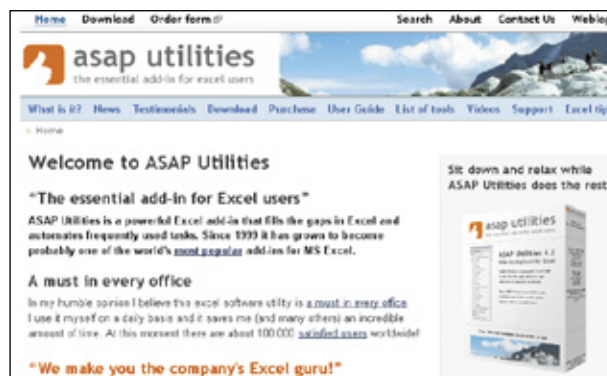 Home Download Order form Search About Contact Us Weblog
asap utilities
the essential add-in for excel users
What is it? News Testimonials Download Purchase User Guide List of tools Videos Support Excel tip
Home
Welcome to ASAP Utilities
"The essential add-in for Excel users"
ASAP Utilities is a powerful Excel add-in that fills the gaps in Excel and
automates frequently used tasks. Since 1999 it has grown to become
probably one of the world's most popular add-ins for MS Excel.
A must in every office
In my humble opinion I believe this excel software utility is a must in every office.
I use it myself on a daily basis and it saves me (and many others) an incredible
amount of time. At this moment there are about 100.000 satisfied users worldwide!
"We make you the company's Excel guru!"
Sit down and relax while
ASAP Utilities does the rest
asap utilities
ASAP Utilities 4.2